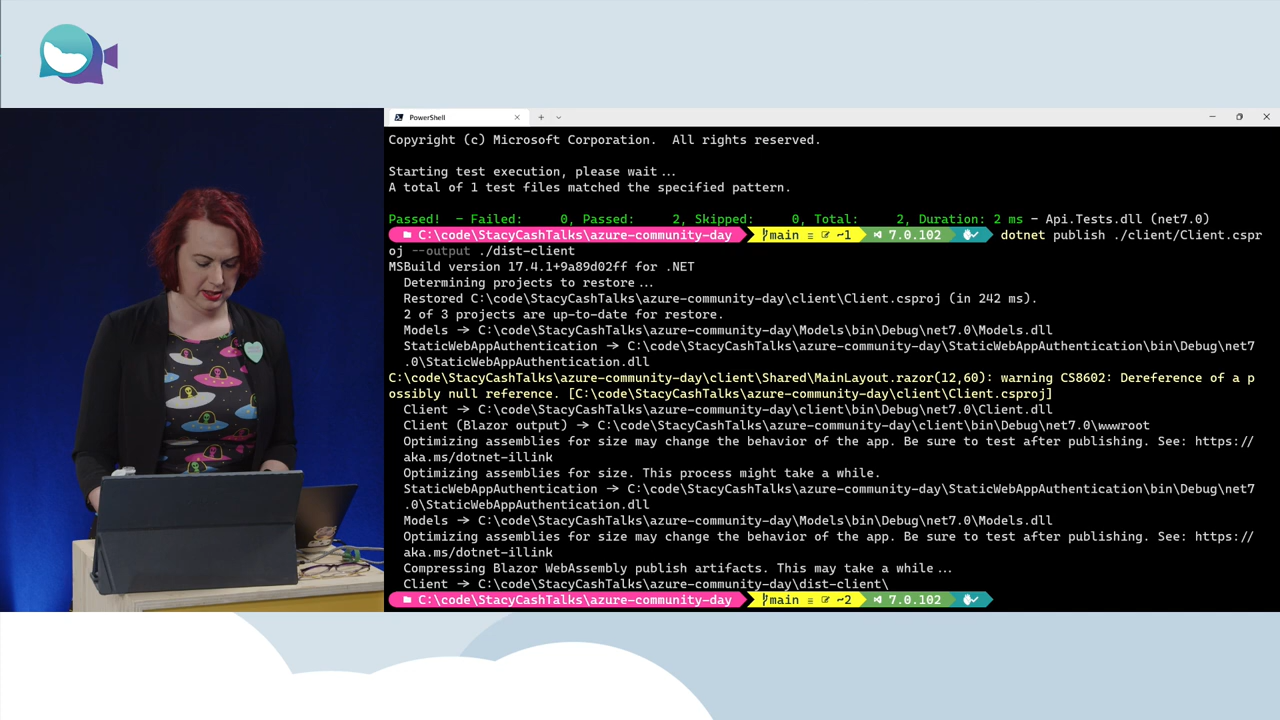 PowerShell
Copyright (c) Microsoft Corporation.  All rights reserved.
Starting test execution, please wait...
A total of 1 test files matched the specified pattern.
Passed!  - Failed:     0, Passed:     2, Skipped:     0, Total:     2, Duration: 2 ms - Api.Tests.dll (net7.0)
C:\code\StacyCashTalks\azure-community-day main ≡ ~1 7.0.102 dotnet publish ./client/Client.cspr
oj --output ./dist-client
MSBuild version 17.4.1+9a89d02ff for .NET
Determining projects to restore...
Restored C:\code\StacyCashTalks\azure-community-day\client\Client.csproj (in 242 ms).
2 of 3 projects are up-to-date for restore.
Models -> C:\code\StacyCashTalks\azure-community-day\Models\bin\Debug\net7.0\Models.dll
StaticWebAppAuthentication -> C:\code\StacyCashTalks\azure-community-day\StaticWebAppAuthentication\bin\Debug\net7
.0\StaticWebAppAuthentication.dll
C:\code\StacyCashTalks\azure-community-day\client\Shared\MainLayout.razor(12,60): warning CS8602: Dereference of a p
ossibly null reference. [C:\code\StacyCashTalks\azure-community-day\client\Client.csproj]
Client -> C:\code\StacyCashTalks\azure-community-day\client\bin\Debug\net7.0\Client.dll
Client (Blazor output) -> C:\code\StacyCashTalks\azure-community-day\client\bin\Debug\net7.0\wwwroot
Optimizing assemblies for size may change the behavior of the app. Be sure to test after publishing. See: https://
aka.ms/dotnet-illink
Optimizing assemblies for size. This process might take a while.
StaticWebAppAuthentication -> C:\code\StacyCashTalks\azure-community-day\StaticWebAppAuthentication\bin\Debug\net7
.0\StaticWebAppAuthentication.dll
Models -> C:\code\StacyCashTalks\azure-community-day\Models\bin\Debug\net7.0\Models.dll
Optimizing assemblies for size may change the behavior of the app. Be sure to test after publishing. See: https://
aka.ms/dotnet-illink
Compressing Blazor WebAssembly publish artifacts. This may take a while...
Client -> C:\code\StacyCashTalks\azure-community-day\dist-client\
C:\code\StacyCashTalks\azure-community-day main ≡ ~2 7.0.102